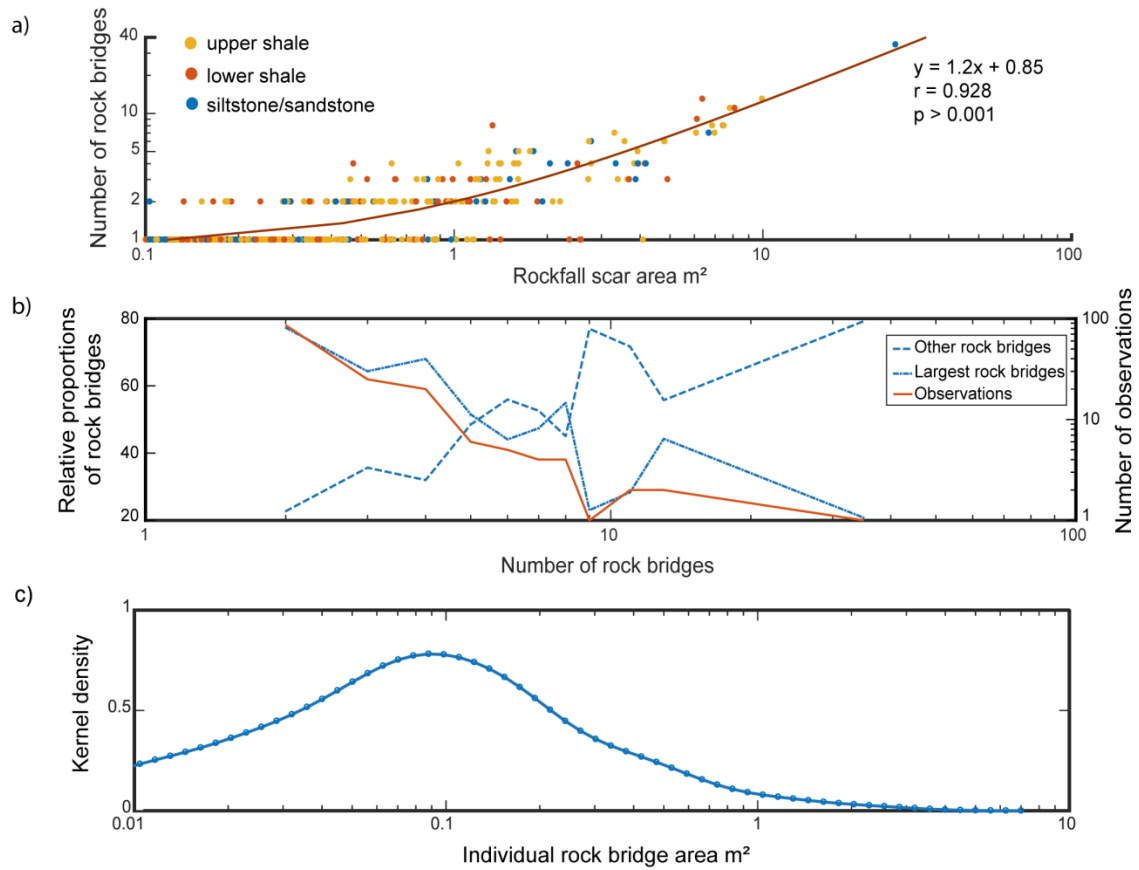 a)
Number of rock bridges
40
10
5
2
1
upper shale
lower shale
siltstone/sandstone
y = 1.2x + 0.85
r = 0.928
p > 0.001
0.1
1
10
100
Rockfall scar area m²
b)
Relative proportions
of rock bridges
80
60
40
20
Other rock bridges
Largest rock bridges
Observations
100
10
1
Number of observations
1
10
100
Number of rock bridges
c)
Kernel density
1
0.5
0
0.01
0.1
1
10
Individual rock bridge area m²